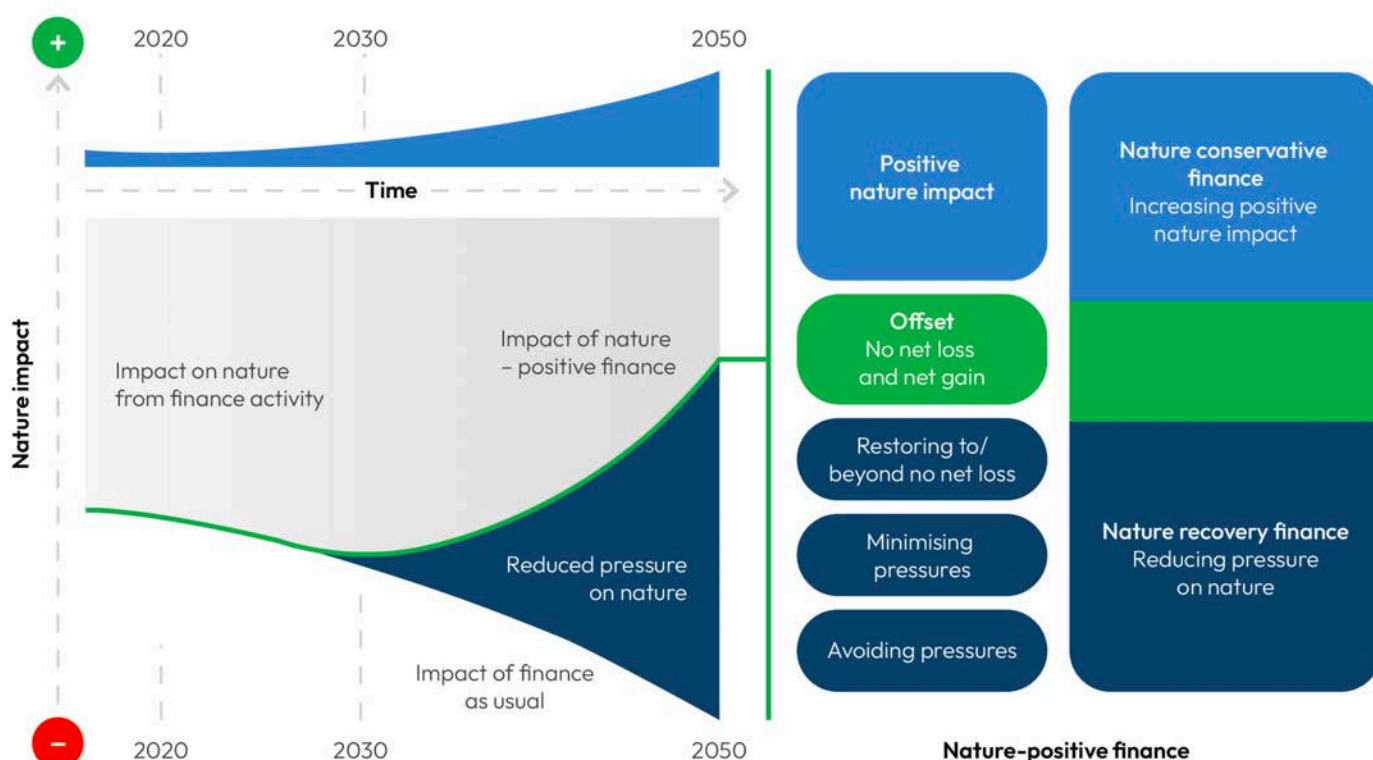 +
2020
2030
2050
Time
Nature impact
Impact on nature
from finance activity
Impact of nature
– positive finance
Reduced pressure
on nature
Impact of finance
as usual
−
2020
2030
2050
Positive
nature impact
Offset
No net loss
and net gain
Restoring to/
beyond no net loss
Minimising
pressures
Avoiding pressures
Nature conservative
finance
Increasing positive
nature impact
Nature recovery finance
Reducing pressure
on nature
Nature-positive finance